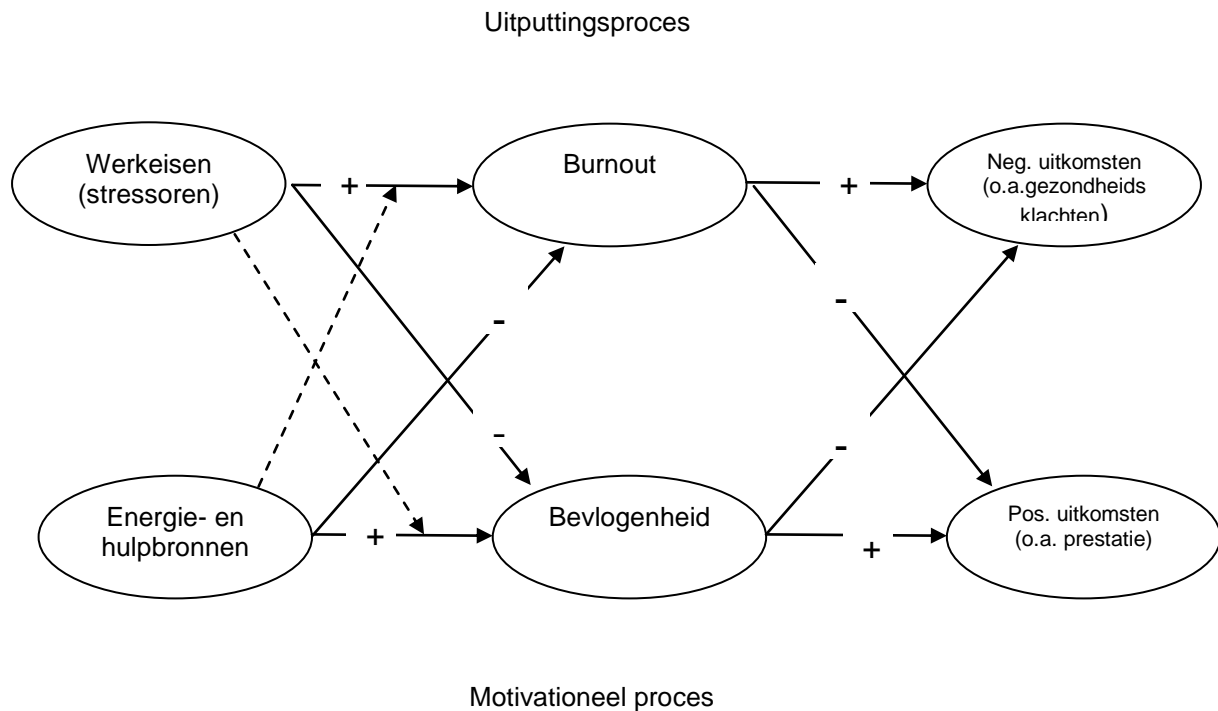 Uitputtingsproces
Werkeisen
(stressoren)
+
Burnout
+
Neg. uitkomsten
(o.a.gezondheids
klachten)
-
-
-
-
Energie- en
hulpbronnen
+
Bevlogenheid
+
Pos. uitkomsten
(o.a. prestatie)
Motivationeel proces